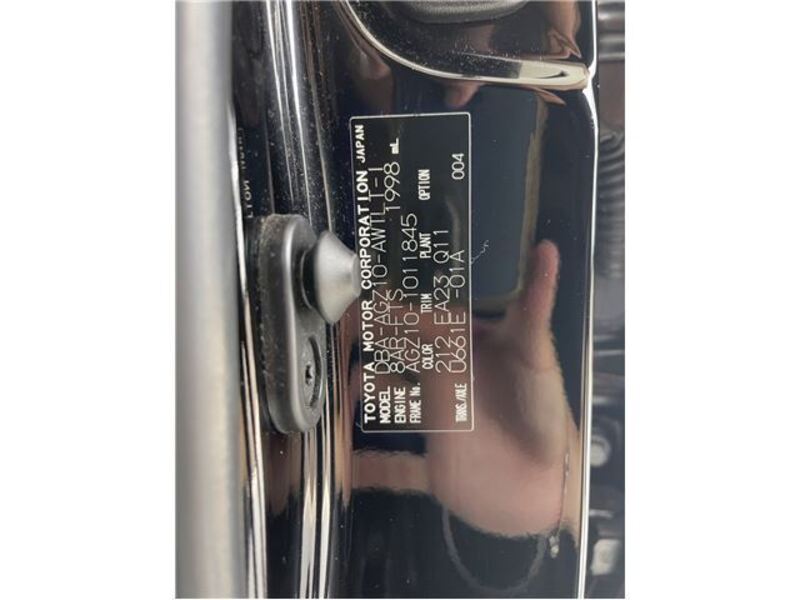 TOYOTA MOTOR CORPORATION JAPAN
MODEL DBA-AGZ10-AWTLT-1
ENGINE 8AR-FTS 1998 mL
FRAME No. AGZ10-1011845
COLOR TRIM PLANT OPTION
212 EA23 Q11 004
TRANS./AXLE U661E -01A